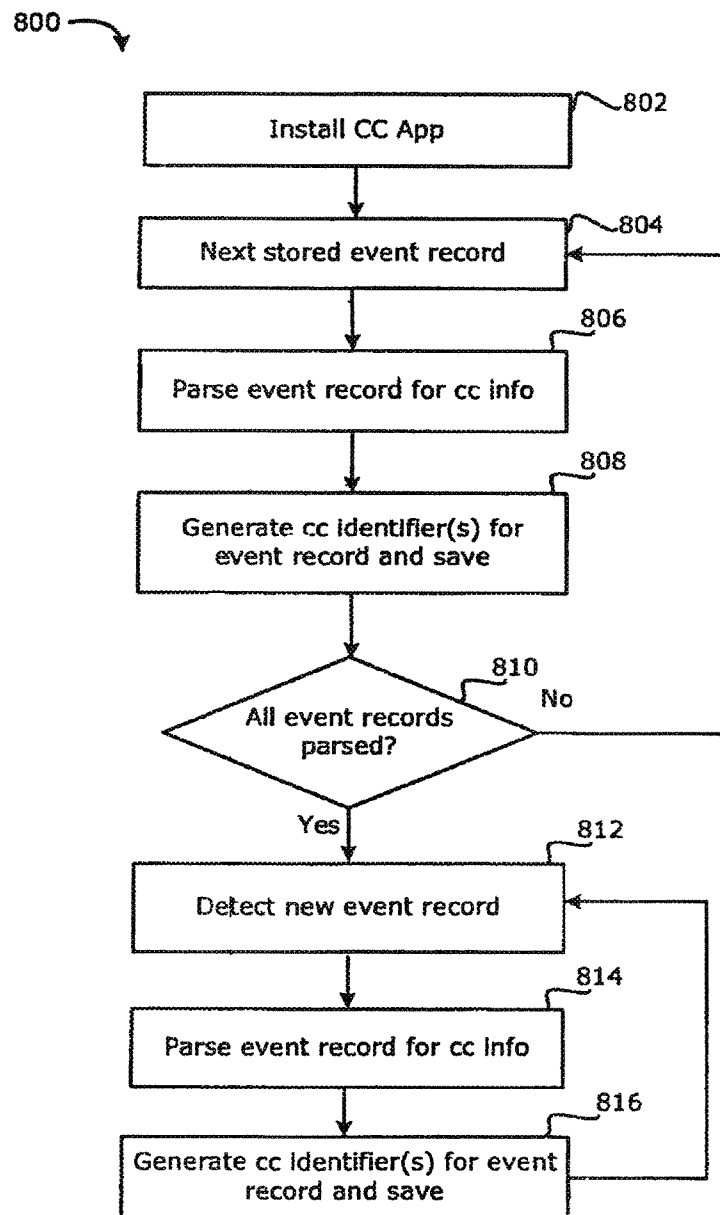 800
802
Install CC App
804
Next stored event record
806
Parse event record for cc info
808
Generate cc identifier(s) for
event record and save
810
All event records
parsed?
No
Yes
812
Detect new event record
814
Parse event record for cc info
816
Generate cc identifier(s) for event
record and save